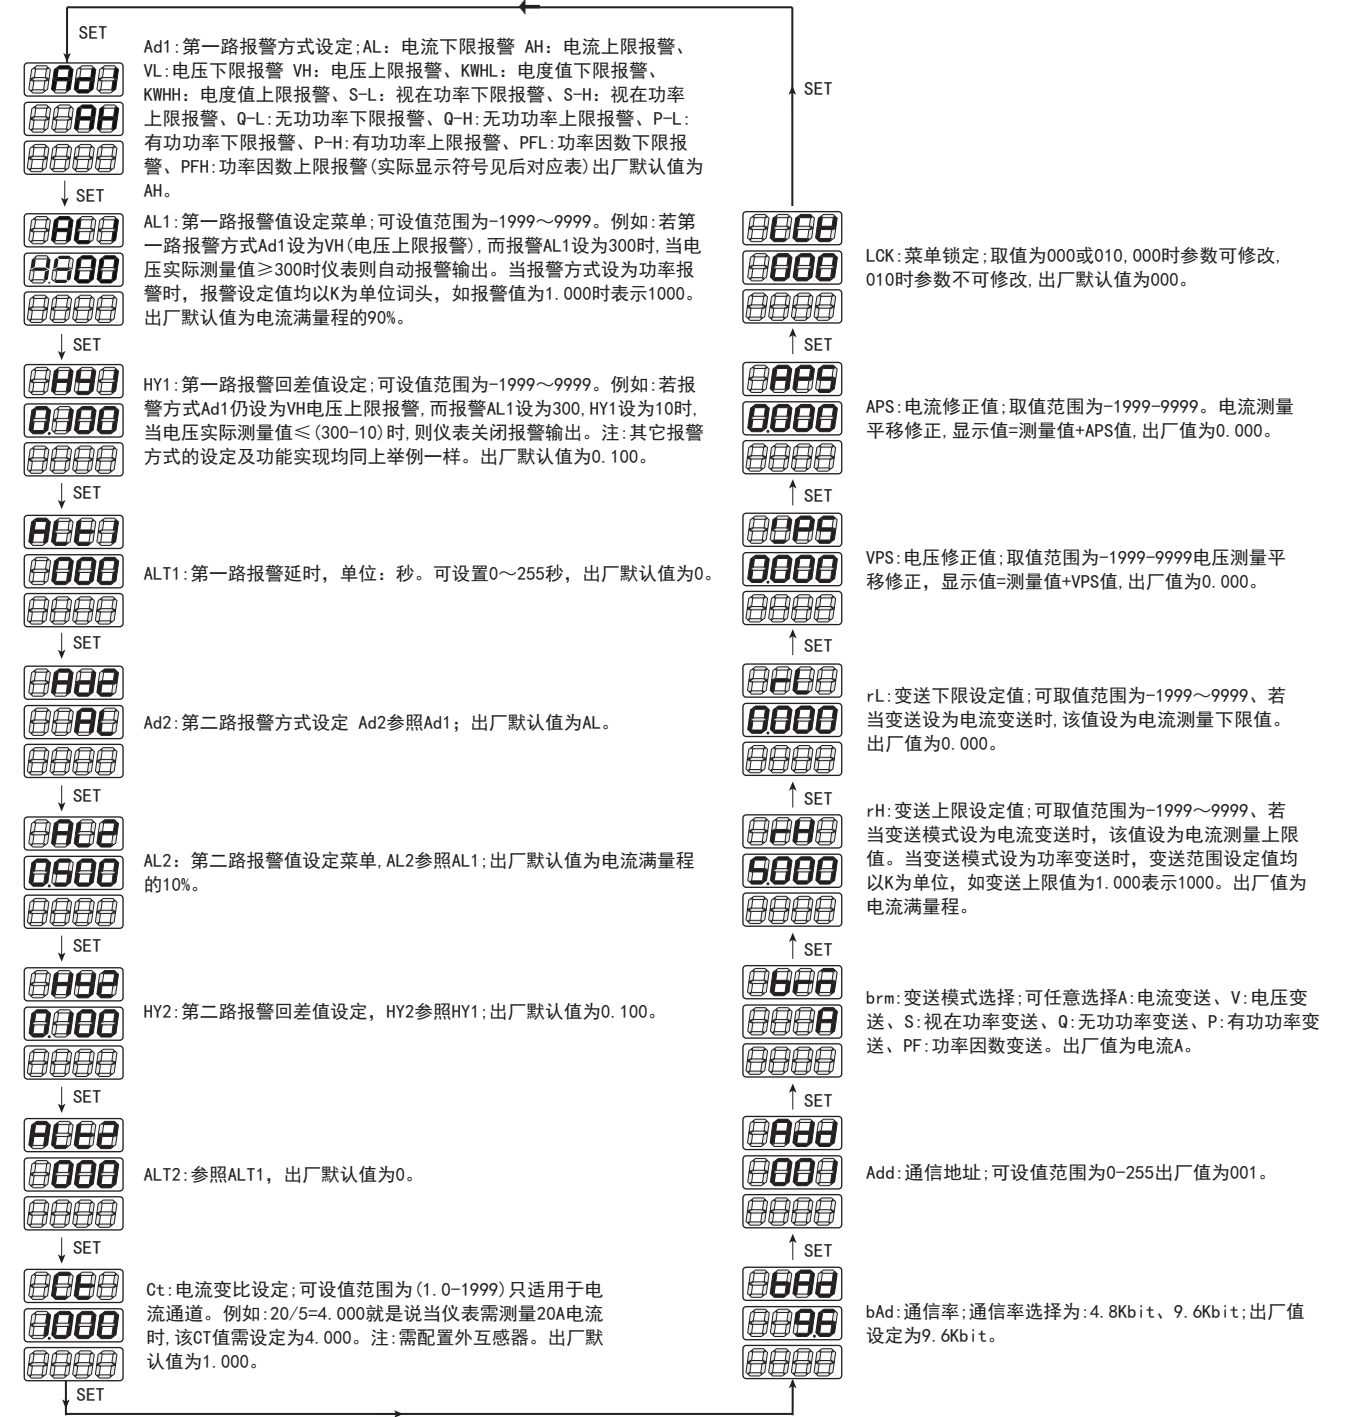 SET
Ad1
AH
Ad1:第一路报警方式设定;AL: 电流下限报警 AH: 电流上限报警、
VL:电压下限报警 VH: 电压上限报警、KWHL: 电度值下限报警、
KWHH: 电度值上限报警、S-L: 视在功率下限报警、S-H: 视在功率
上限报警、Q-L:无功功率下限报警、Q-H:无功功率上限报警、P-L:
有功功率下限报警、P-H:有功功率上限报警、PFL:功率因数下限报
警、PFH:功率因数上限报警(实际显示符号见后对应表)出厂默认值为
AH。
SET
AL1
AL1:第一路报警值设定菜单;可设值范围为-1999～9999。例如:若第
一路报警方式Ad1设为VH(电压上限报警),而报警AL1设为300时,当电
压实际测量值≥300时仪表则自动报警输出。当报警方式设为功率报
警时，报警设定值均以K为单位词头，如报警值为1.000时表示1000。
出厂默认值为电流满量程的90%。
SET
HY1
HY1:第一路报警回差值设定;可设值范围为-1999～9999。例如:若报
警方式Ad1仍设为VH电压上限报警,而报警AL1设为300,HY1设为10时,
当电压实际测量值≤(300-10)时,则仪表关闭报警输出。注:其它报警
方式的设定及功能实现均同上举例一样。出厂默认值为0.100。
SET
ALt1
000
ALT1:第一路报警延时，单位: 秒。可设置0～255秒，出厂默认值为0。
SET
Ad2
AL
Ad2:第二路报警方式设定 Ad2参照Ad1; 出厂默认值为AL。
SET
AL2
0.500
AL2: 第二路报警值设定菜单,AL2参照AL1;出厂默认值为电流满量程
的10%。
SET
HY2
HY2:第二路报警回差值设定，HY2参照HY1;出厂默认值为0.100。
SET
ALt2
000
ALT2:参照ALT1，出厂默认值为0。
SET
Ct
1.000
Ct:电流变比设定;可设值范围为(1.0-1999)只适用于电
流通道。例如:20/5=4.000就是说当仪表需测量20A电流
时,该CT值需设定为4.000。注:需配置外互感器。出厂默
认值为1.000。
SET
SET
LCK
000
LCK:菜单锁定;取值为000或010,000时参数可修改,
010时参数不可修改,出厂默认值为000。
SET
APS
0.000
APS:电流修正值;取值范围为-1999-9999。电流测量
平移修正,显示值=测量值+APS值,出厂值为0.000。
SET
VPS
0.000
VPS:电压修正值;取值范围为-1999-9999电压测量平
移修正，显示值=测量值+VPS值,出厂值为0.000。
SET
rL
0.000
rL:变送下限设定值;可取值范围为-1999～9999、若
当变送设为电流变送时,该值设为电流测量下限值。
出厂值为0.000。
SET
rH
5.000
rH:变送上限设定值;可取值范围为-1999～9999、若
当变送模式设为电流变送时，该值设为电流测量上限
值。当变送模式设为功率变送时，变送范围设定值均
以K为单位，如变送上限值为1.000表示1000。出厂值为
电流满量程。
SET
brm
A
brm:变送模式选择;可任意选择A:电流变送、V:电压变
送、S:视在功率变送、Q:无功功率变送、P:有功功率变
送、PF:功率因数变送。出厂值为电流A。
SET
Add
001
Add:通信地址;可设值范围为0-255出厂值为001。
SET
bAd
9.6
bAd:通信率;通信率选择为:4.8Kbit、9.6Kbit;出厂值
设定为9.6Kbit。